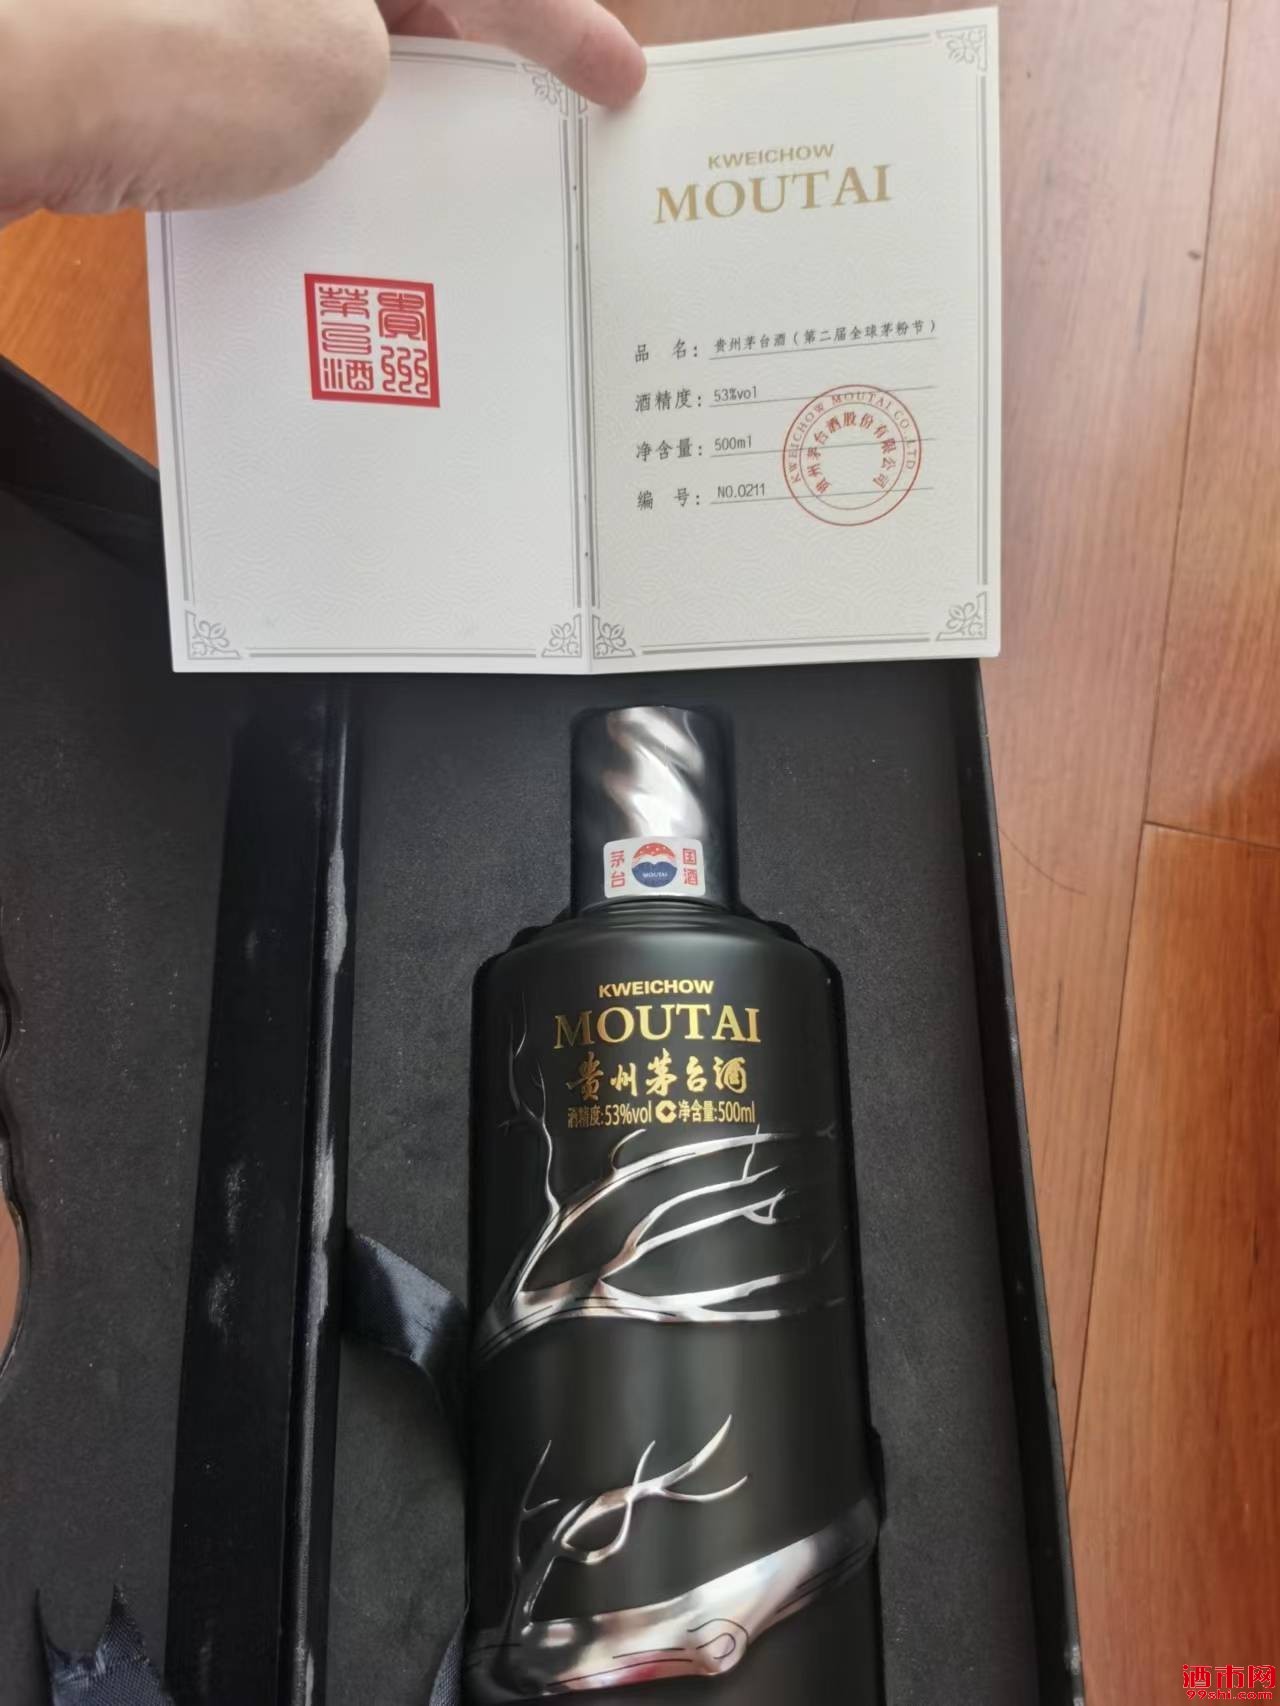 KWEICHOW
MOUTAI
貴州
茅台酒
品 名: 贵州茅台酒(第二届全球茅粉节)
酒精度: 53%vol
净含量: 500ml
编 号: NO.0211
KWEICHOW MOUTAI CO.,LTD
贵州茅台酒股份有限公司
茅台
MOUTAI
国酒
KWEICHOW
MOUTAI
贵州茅台酒
酒精度:53%vol 净含量:500ml
酒市网
99shi.com